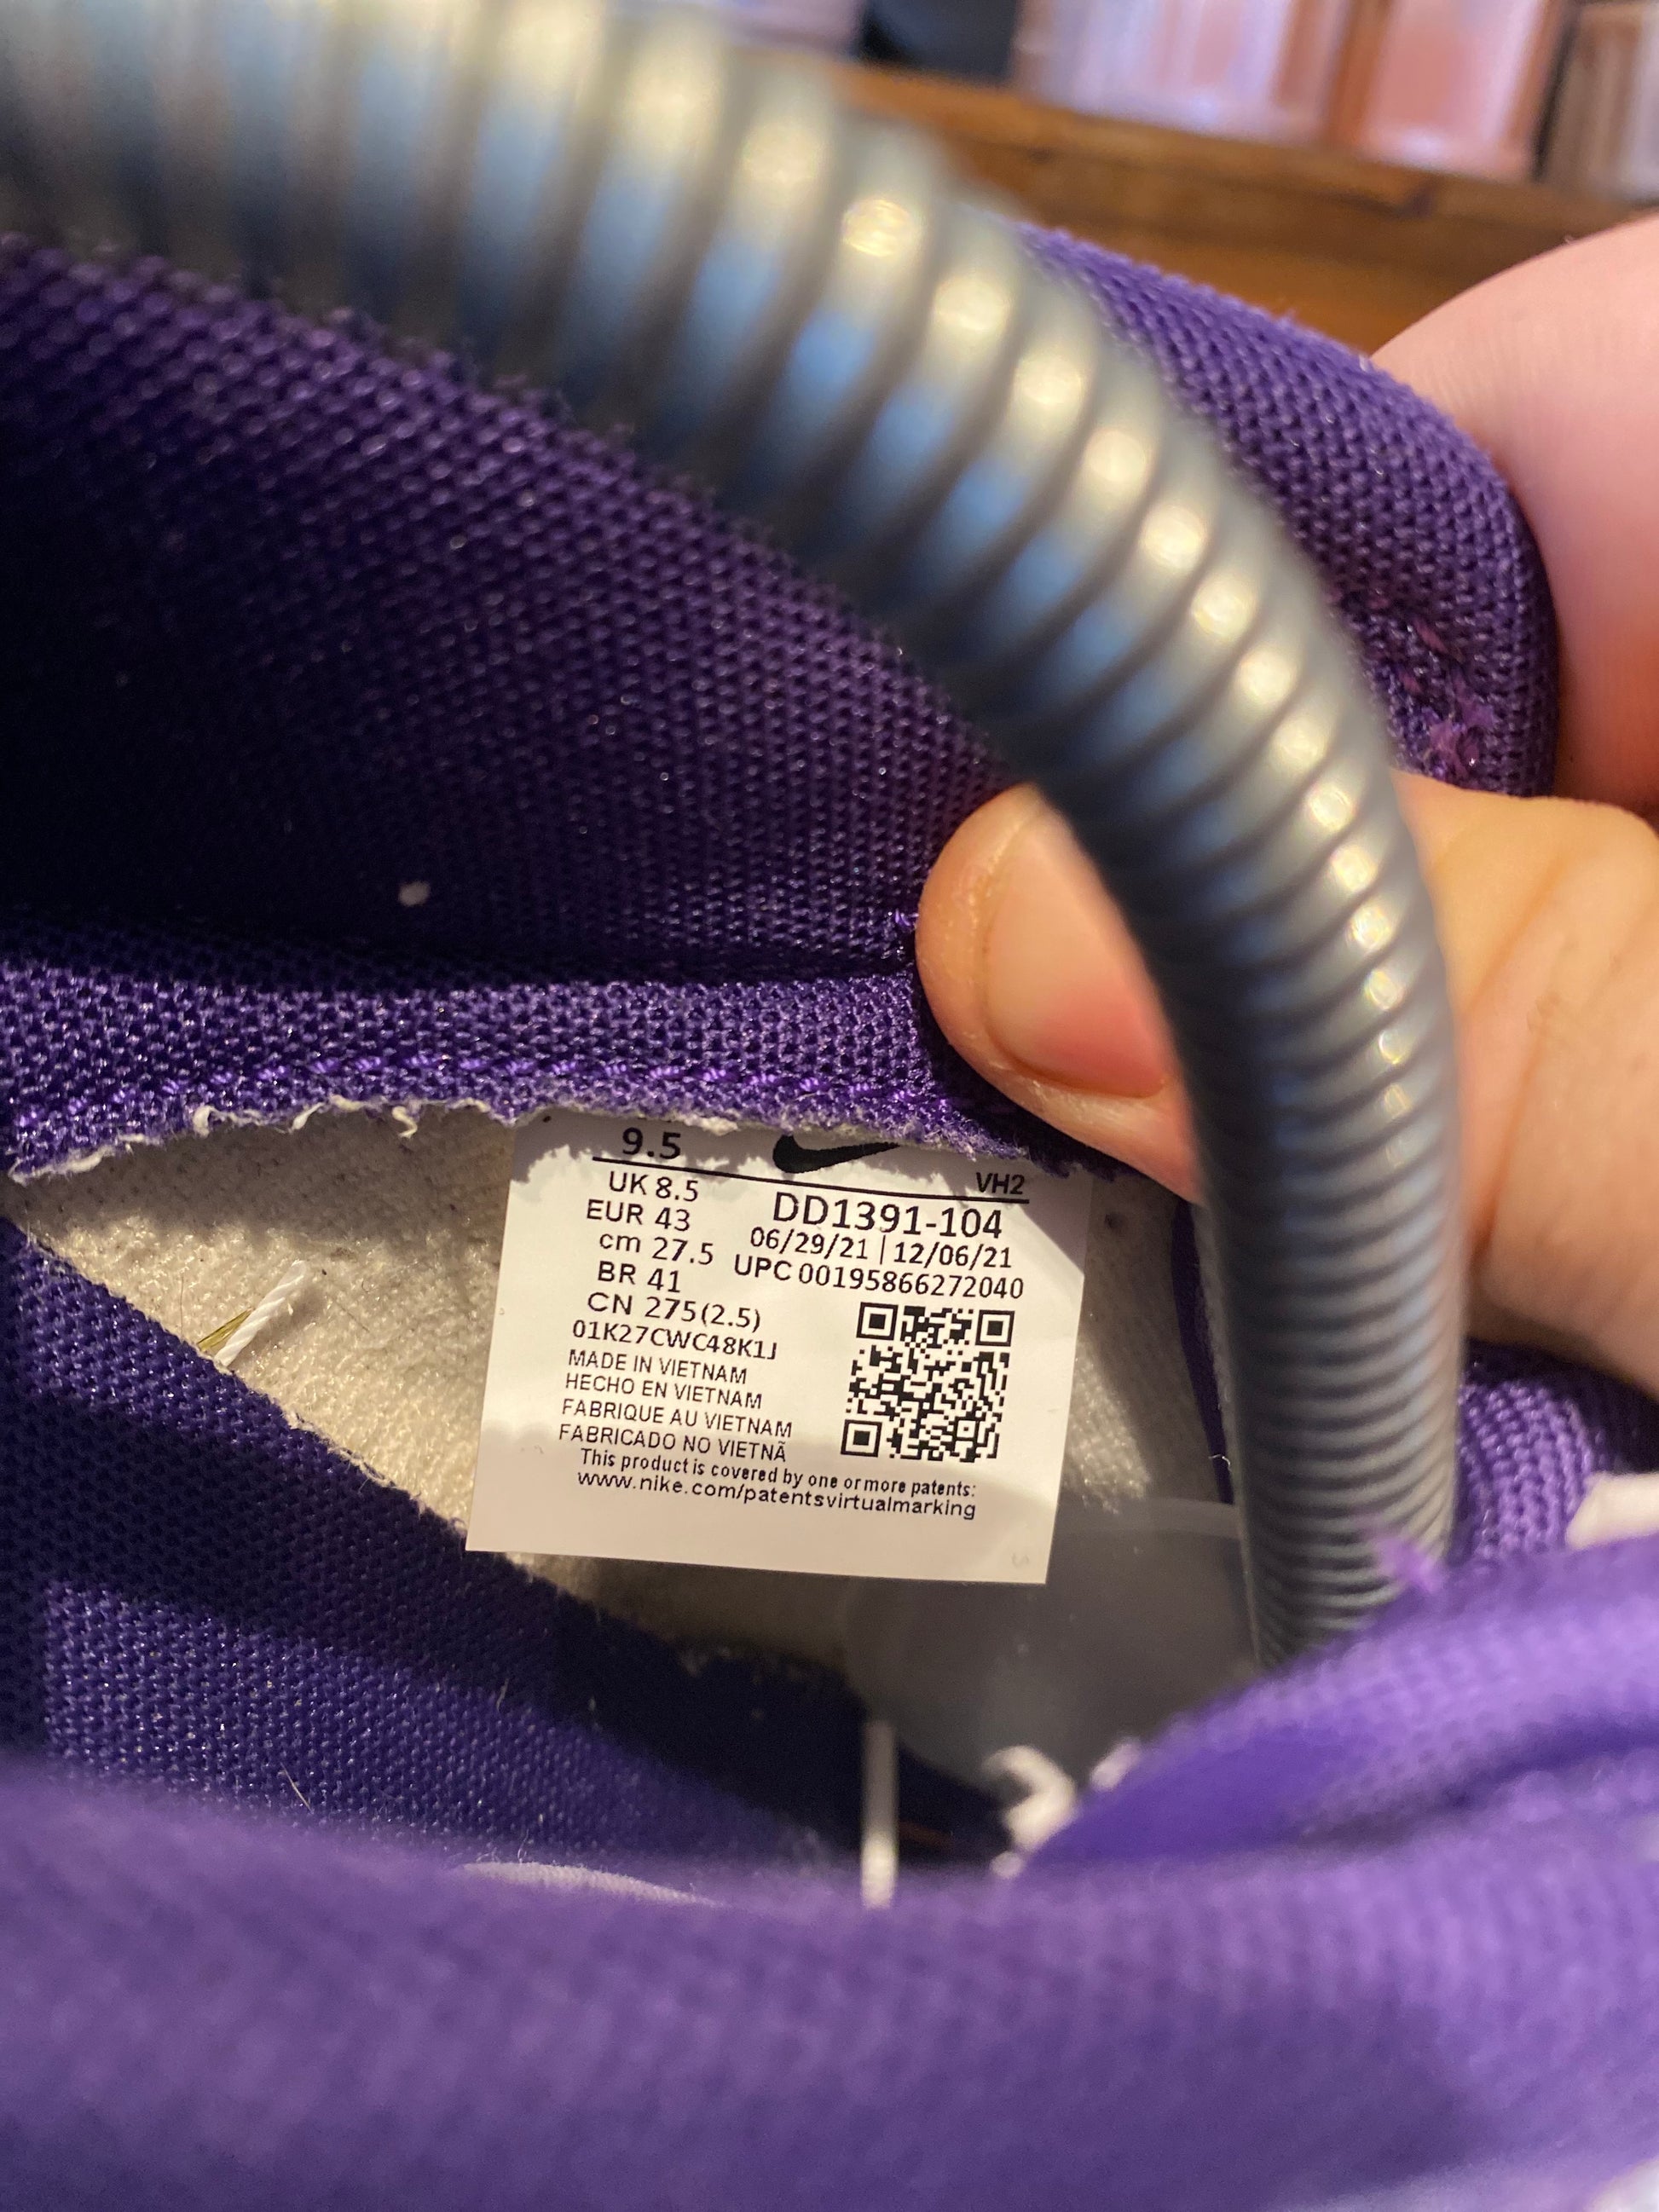 9.5
VH2
UK 8.5
EUR 43
cm 27.5
BR 41
CN 275(2.5)
01K27CWC48K1J
DD1391-104
06/29/21 | 12/06/21
UPC 00195866272040
MADE IN VIETNAM
HECHO EN VIETNAM
FABRIQUE AU VIETNAM
FABRICADO NO VIETNÃ
This product is covered by one or more patents:
www.nike.com/patentsvirtualmarking